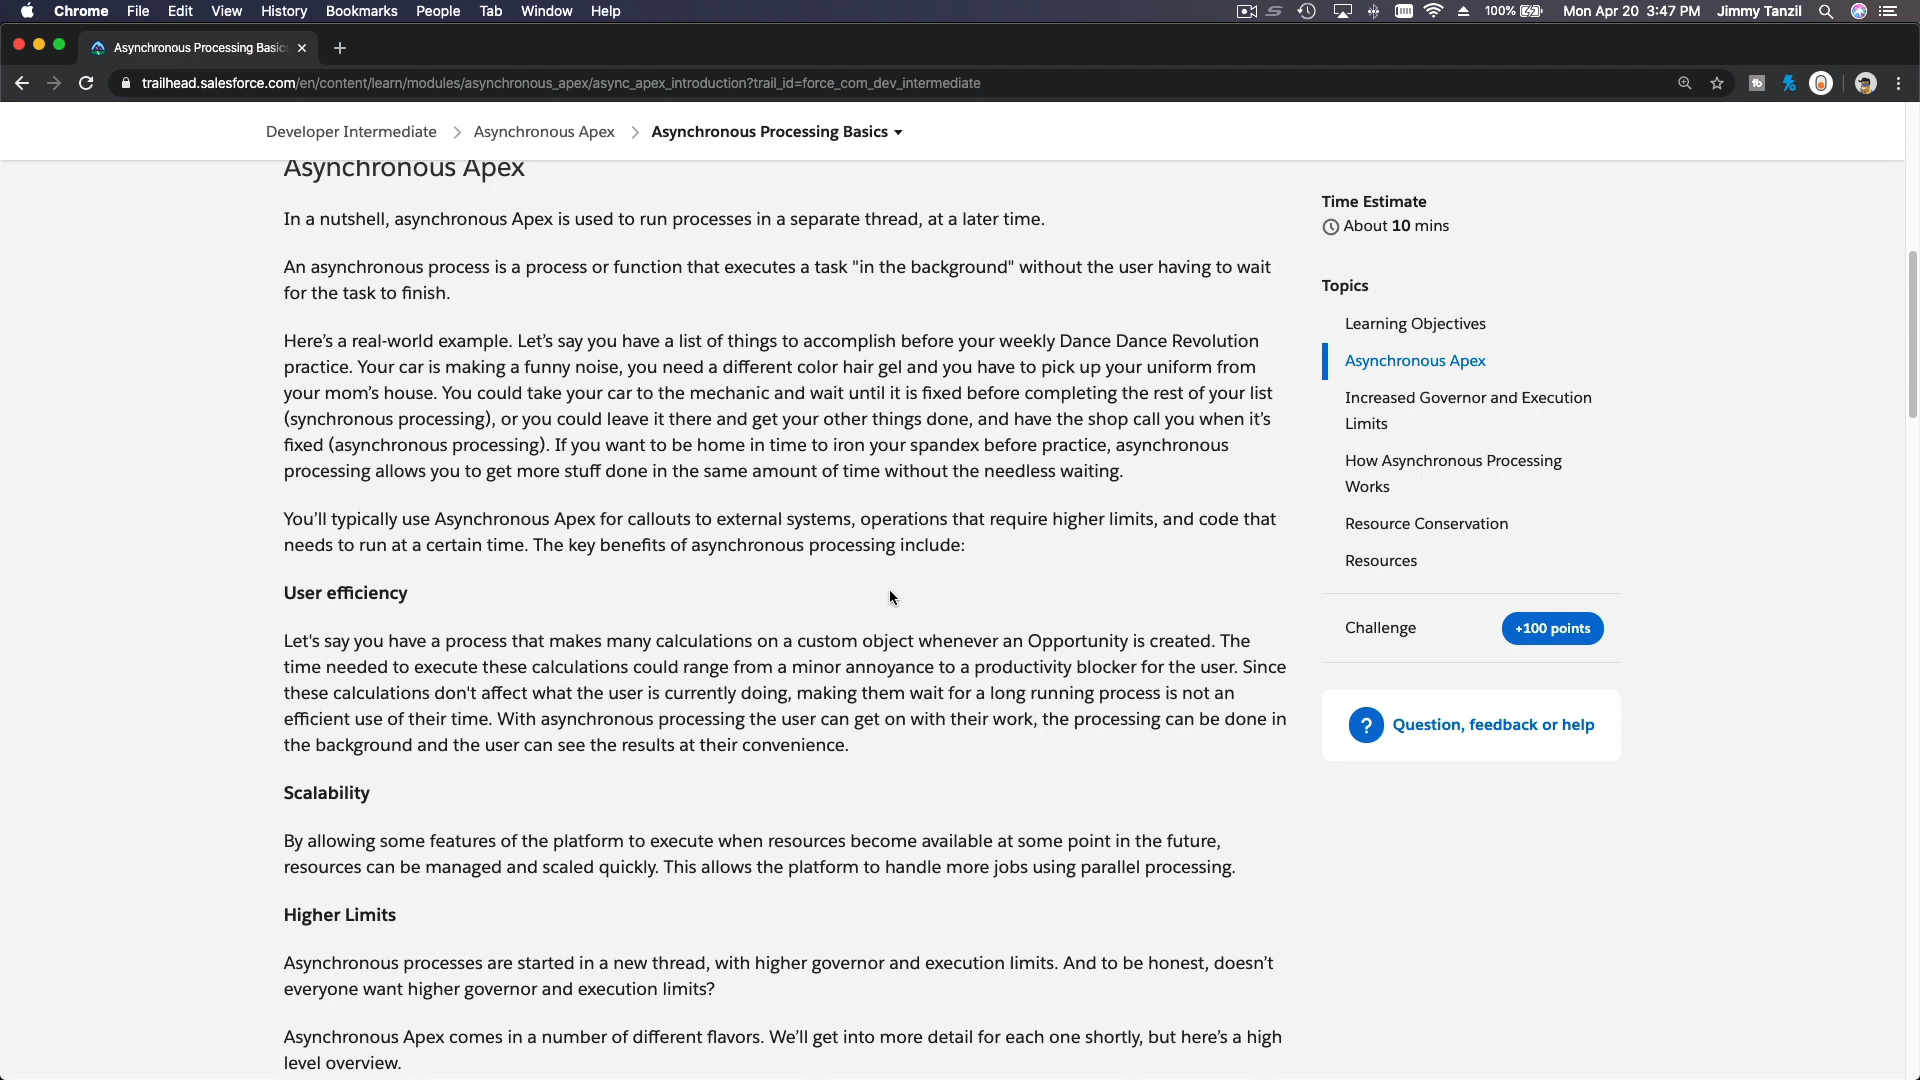 Chrome File Edit View History Bookmarks People Tab Window Help 100% Mon Apr 20 3:47 PM Jimmy Tanzil
Asynchronous Processing Basics
trailhead.salesforce.com/en/content/learn/modules/asynchronous_apex/async_apex_introduction?trail_id=force_com_dev_intermediate
Developer Intermediate > Asynchronous Apex > Asynchronous Processing Basics
Asynchronous Apex
In a nutshell, asynchronous Apex is used to run processes in a separate thread, at a later time.
An asynchronous process is a process or function that executes a task "in the background" without the user having to wait
for the task to finish.
Here’s a real-world example. Let’s say you have a list of things to accomplish before your weekly Dance Dance Revolution
practice. Your car is making a funny noise, you need a different color hair gel and you have to pick up your uniform from
your mom’s house. You could take your car to the mechanic and wait until it is fixed before completing the rest of your list
(synchronous processing), or you could leave it there and get your other things done, and have the shop call you when it’s
fixed (asynchronous processing). If you want to be home in time to iron your spandex before practice, asynchronous
processing allows you to get more stuff done in the same amount of time without the needless waiting.
You’ll typically use Asynchronous Apex for callouts to external systems, operations that require higher limits, and code that
needs to run at a certain time. The key benefits of asynchronous processing include:
User efficiency
Let's say you have a process that makes many calculations on a custom object whenever an Opportunity is created. The
time needed to execute these calculations could range from a minor annoyance to a productivity blocker for the user. Since
these calculations don't affect what the user is currently doing, making them wait for a long running process is not an
efficient use of their time. With asynchronous processing the user can get on with their work, the processing can be done in
the background and the user can see the results at their convenience.
Scalability
By allowing some features of the platform to execute when resources become available at some point in the future,
resources can be managed and scaled quickly. This allows the platform to handle more jobs using parallel processing.
Higher Limits
Asynchronous processes are started in a new thread, with higher governor and execution limits. And to be honest, doesn’t
everyone want higher governor and execution limits?
Asynchronous Apex comes in a number of different flavors. We’ll get into more detail for each one shortly, but here’s a high
level overview.
Time Estimate
About 10 mins
Topics
Learning Objectives
Asynchronous Apex
Increased Governor and Execution
Limits
How Asynchronous Processing
Works
Resource Conservation
Resources
Challenge +100 points
? Question, feedback or help